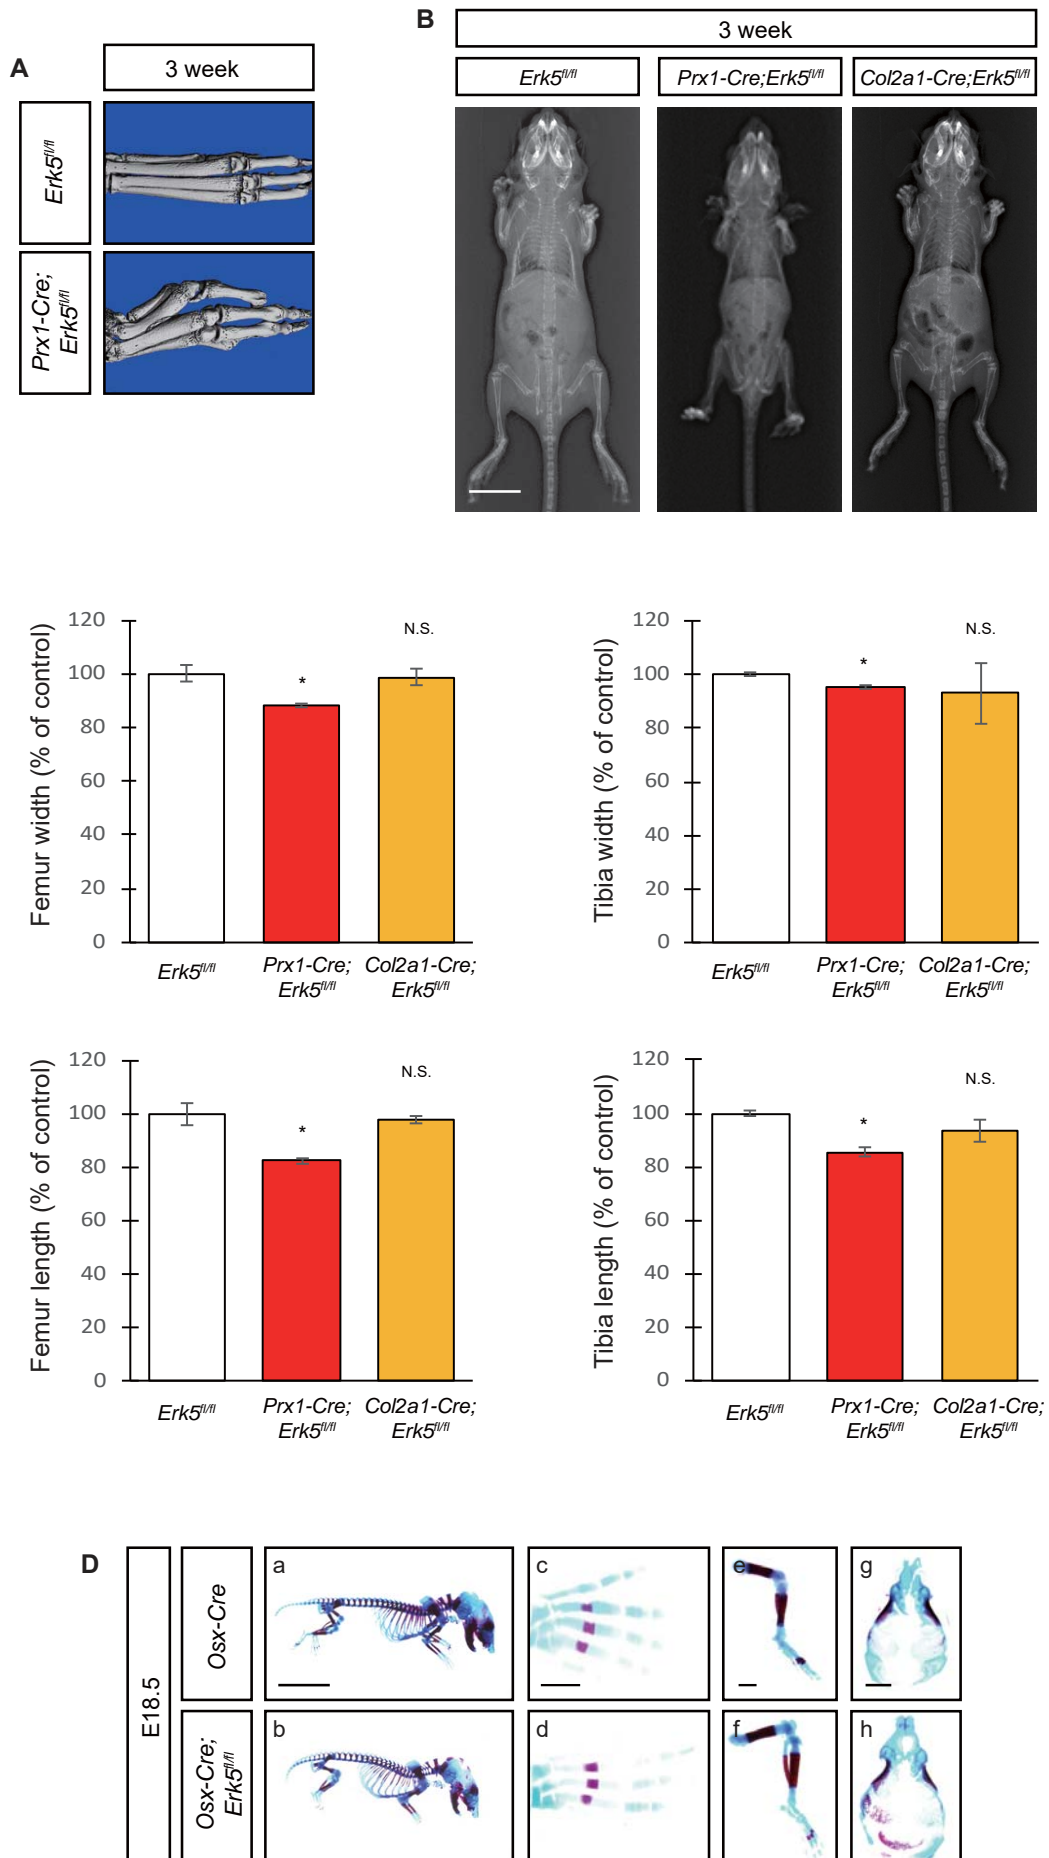 A
3 week
Erk5fl/fl
Prx1-Cre;
Erk5fl/fl
B
3 week
Erk5fl/fl
Prx1-Cre;Erk5fl/fl
Col2a1-Cre;Erk5fl/fl
Femur width (% of control)
120
100
80
60
40
20
0
*
N.S.
Erk5fl/fl
Prx1-Cre;
Erk5fl/fl
Col2a1-Cre;
Erk5fl/fl
Tibia width (% of control)
120
100
80
60
40
20
0
*
N.S.
Erk5fl/fl
Prx1-Cre;
Erk5fl/fl
Col2a1-Cre;
Erk5fl/fl
Femur length (% of control)
120
100
80
60
40
20
0
*
N.S.
Erk5fl/fl
Prx1-Cre;
Erk5fl/fl
Col2a1-Cre;
Erk5fl/fl
Tibia length (% of control)
120
100
80
60
40
20
0
*
N.S.
Erk5fl/fl
Prx1-Cre;
Erk5fl/fl
Col2a1-Cre;
Erk5fl/fl
D
E18.5
Osx-Cre
a
c
e
g
Osx-Cre;
Erk5fl/fl
b
d
f
h